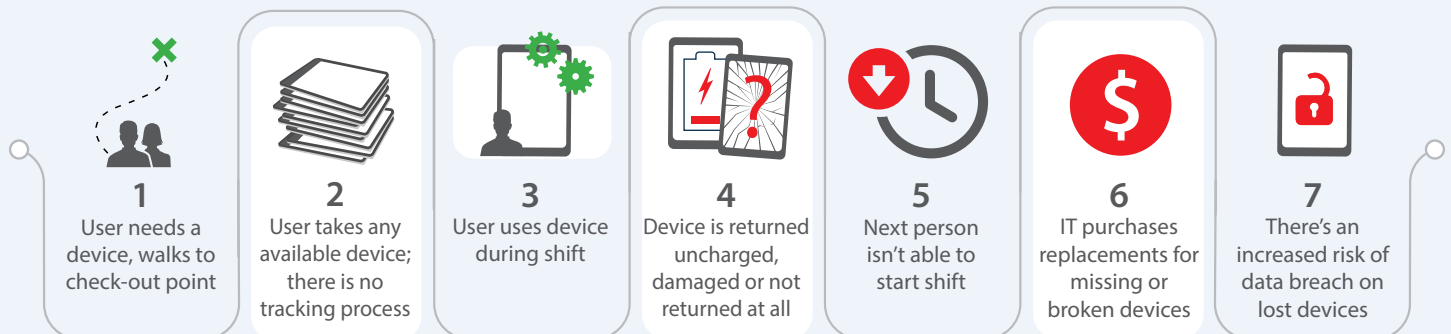 1
User needs a
device, walks to
check-out point
2
User takes any
available device;
there is no
tracking process
3
User uses device
during shift
?
4
Device is returned
uncharged,
damaged or not
returned at all
5
Next person
isn’t able to
start shift
$
6
IT purchases
replacements for
missing or
broken devices
7
There’s an
increased risk of
data breach on
lost devices